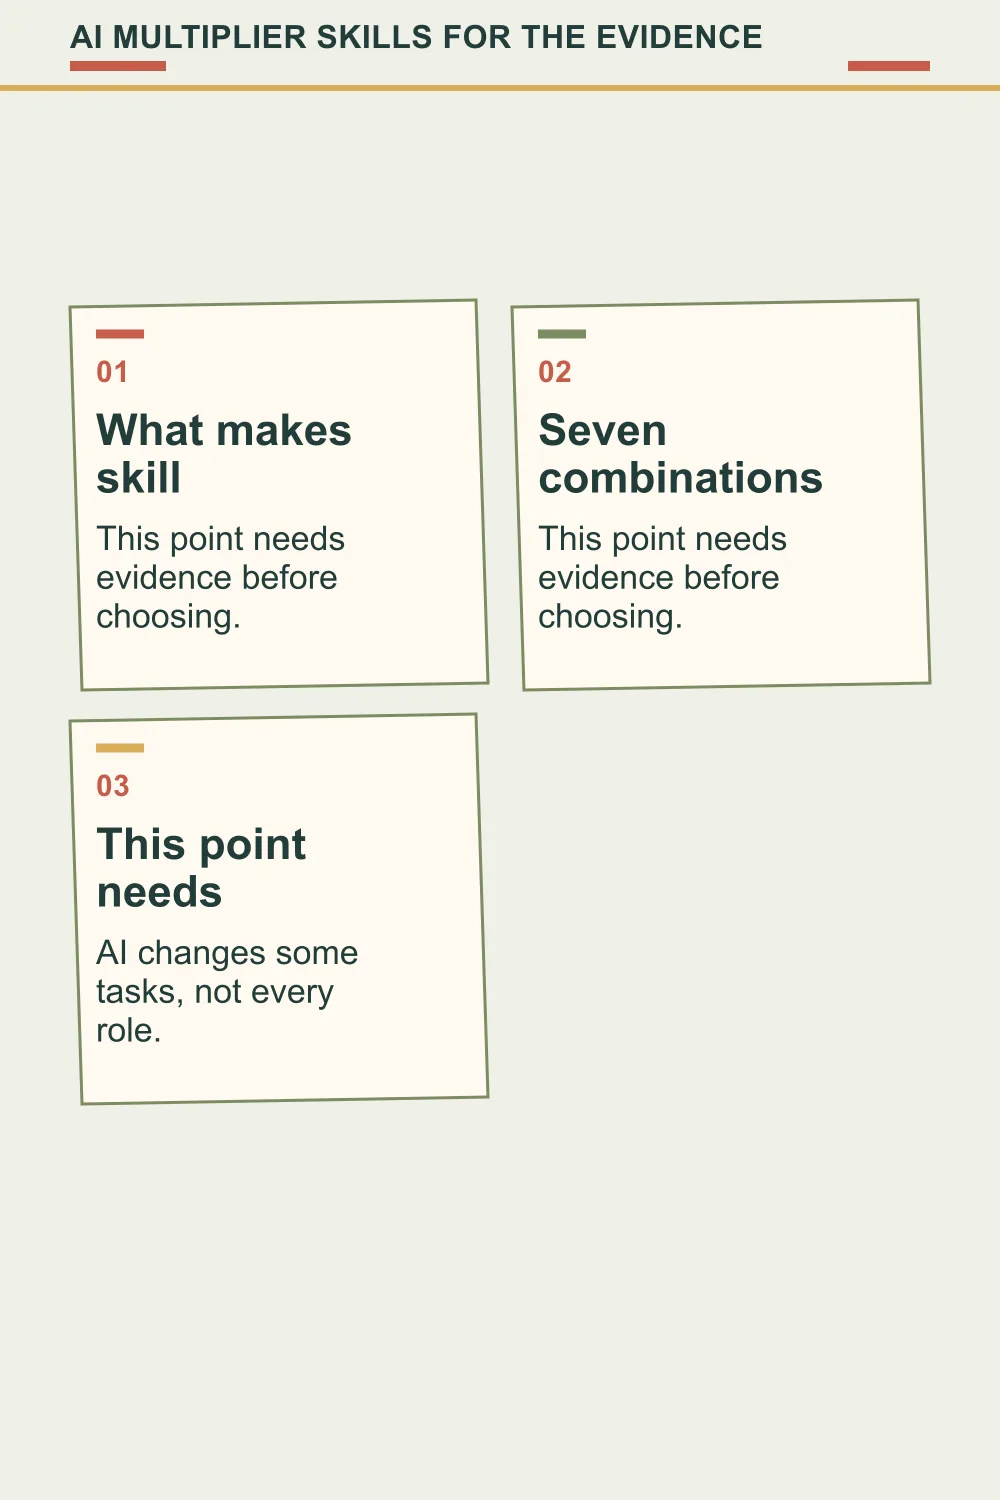 AI MULTIPLIER SKILLS FOR THE EVIDENCE
01
What makes
skill
This point needs
evidence before
choosing.
02
Seven
combinations
This point needs
evidence before
choosing.
03
This point
needs
AI changes some
tasks, not every
role.